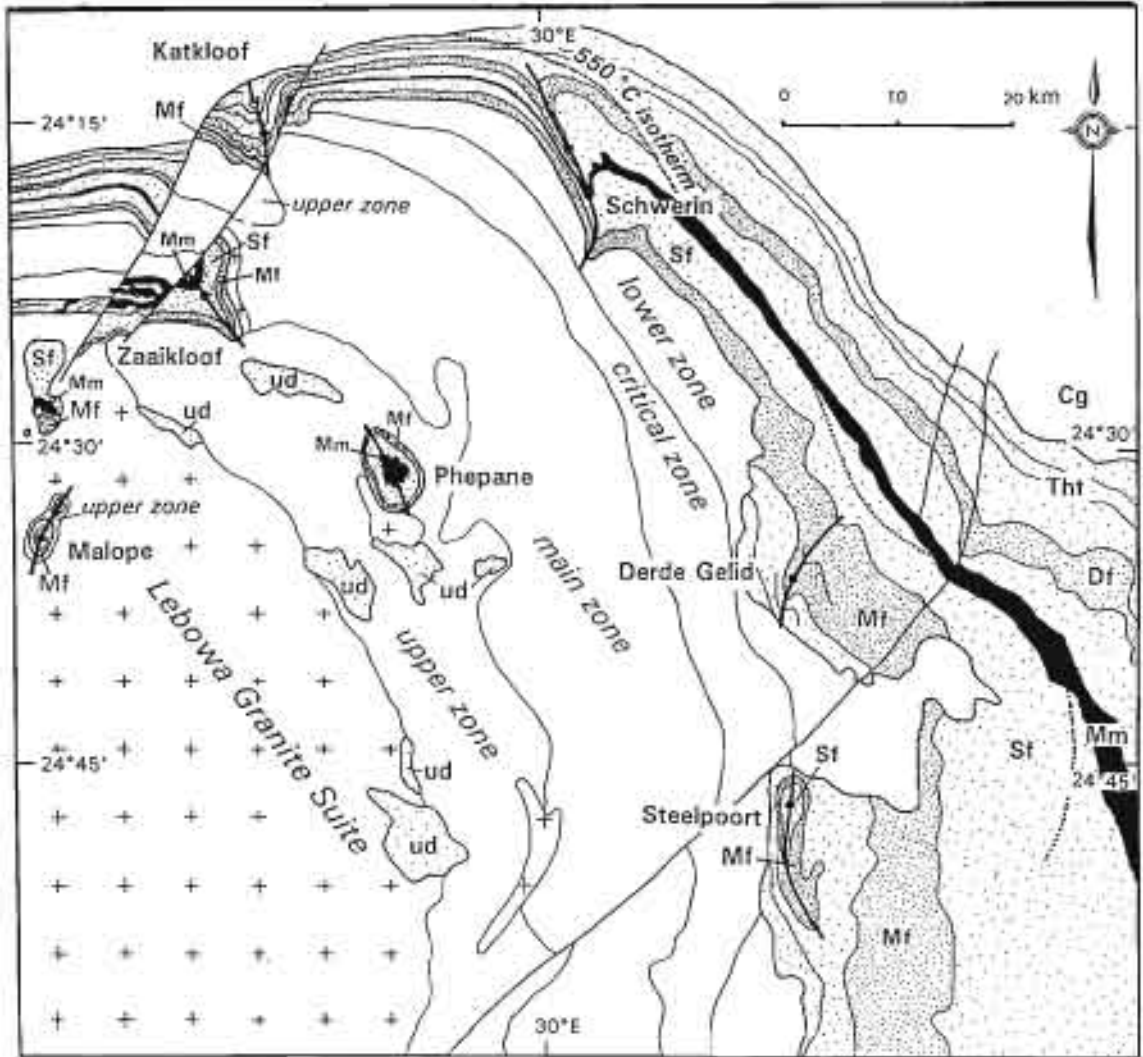 30°E
Katkloof
550 °C isotherm
0 10 20 km
Mf
24°15'
N
upper zone
Schwerin
Mm
Sf
Mf
Sf
lower zone
Zaaikloof
Sf
critical zone
ud
Mm
Cg
Mf
ud
Mf
24°30'
24°30'
Mm
Phepane
Tht
upper zone
main zone
Malope
Derde Gelid
Df
Mf
ud
ud
Mf
Lebowa Granite Suite
upper zone
Mm
Sf
Sf
24°45'
ud
24°45'
Steelpoort
ud
Mf
Mf
30°E